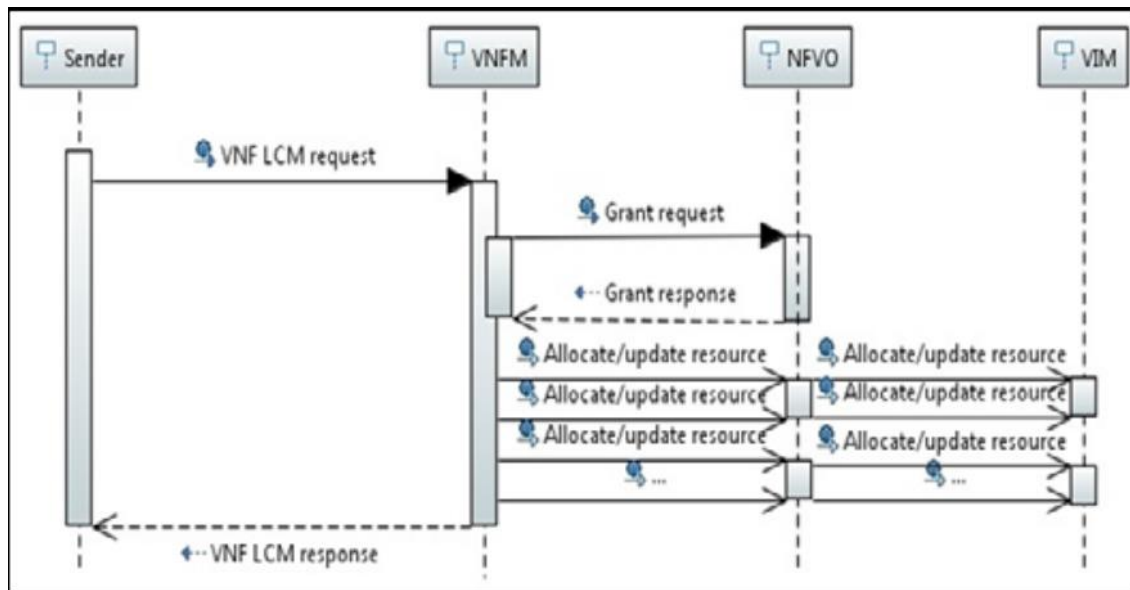 Sender
VNFM
NFVO
VIM
VNF LCM request
Grant request
Grant response
Allocate/update resource
Allocate/update resource
Allocate/update resource
Allocate/update resource
Allocate/update resource
Allocate/update resource
...
...
VNF LCM response